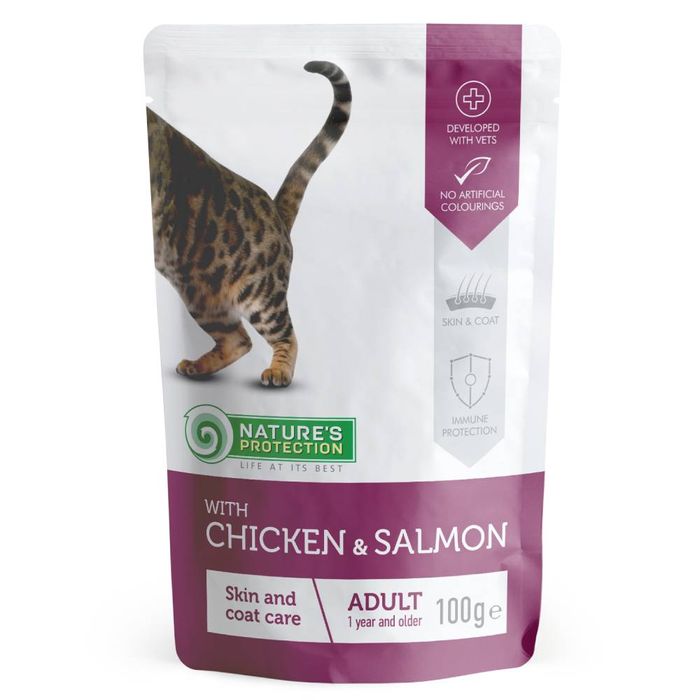 DEVELOPED
WITH VETS
NO ARTIFICIAL
COLOURINGS
SKIN & COAT
IMMUNE
PROTECTION
NATURE'S
PROTECTION
LIFE AT ITS BEST
WITH
CHICKEN & SALMON
Skin and
coat care
ADULT
1 year and older
100g e